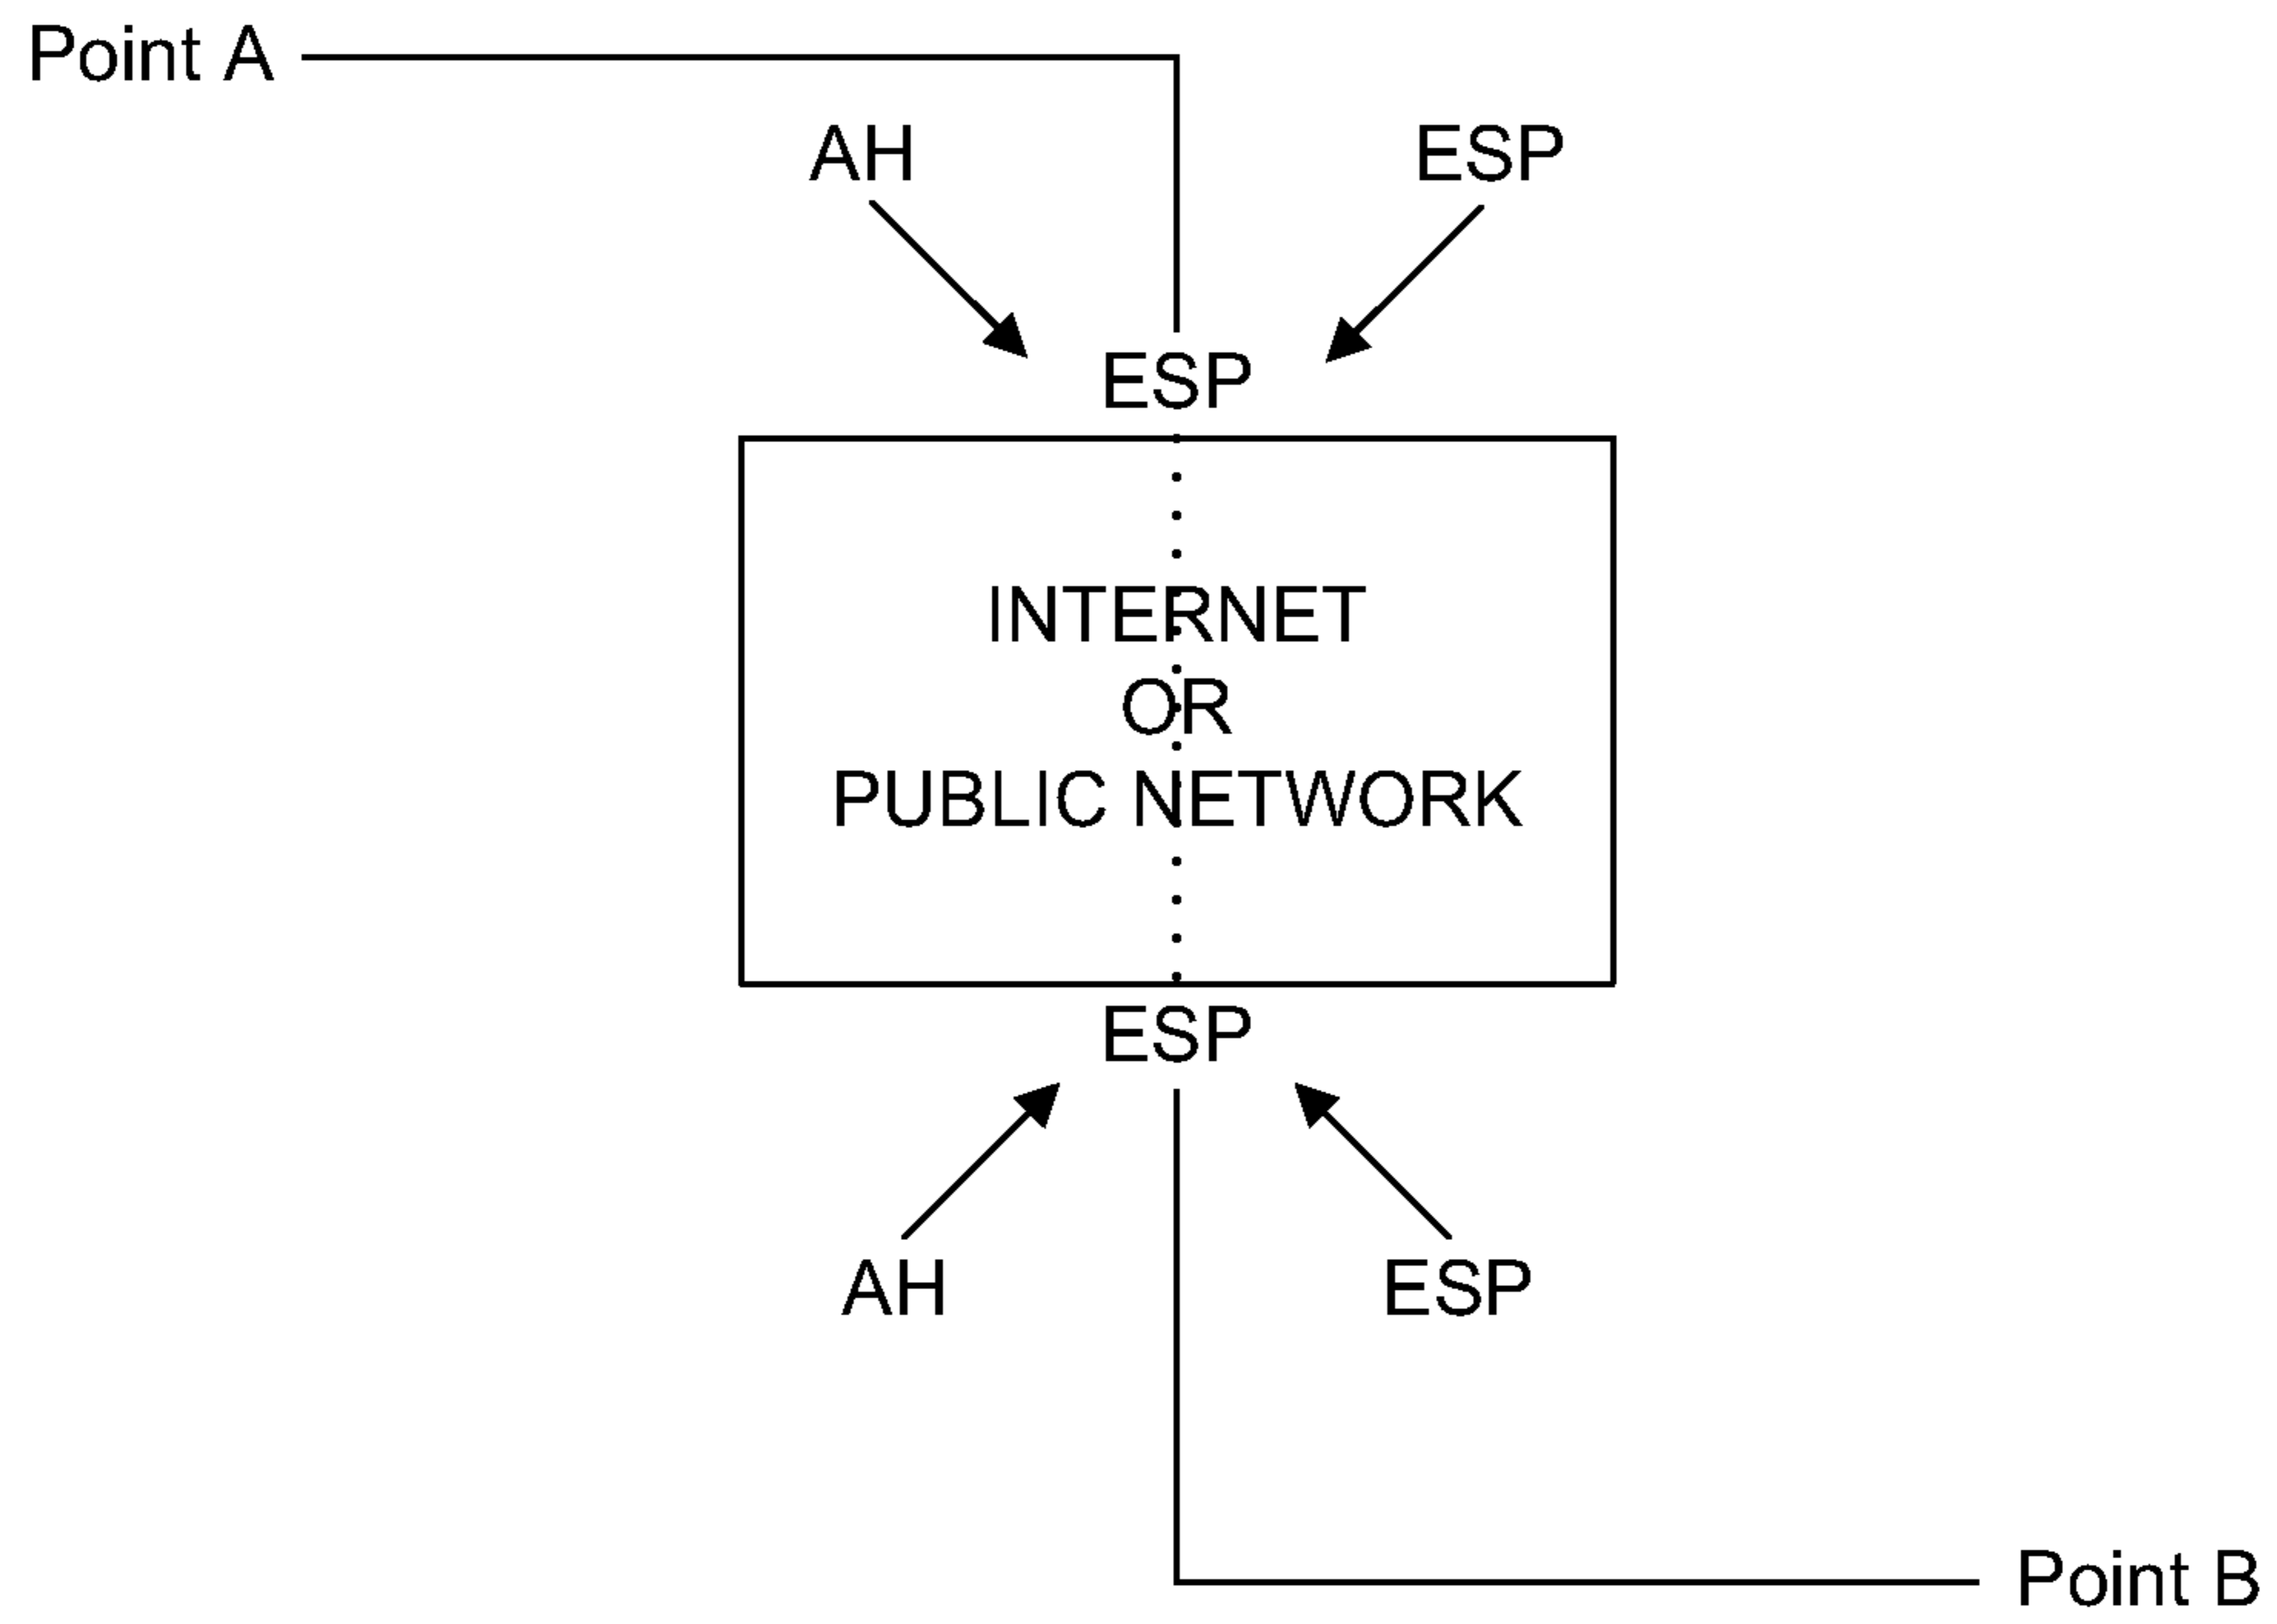 Point A
AH ESP
ESP
INTERNET
OR
PUBLIC NETWORK
ESP
AH ESP
Point B